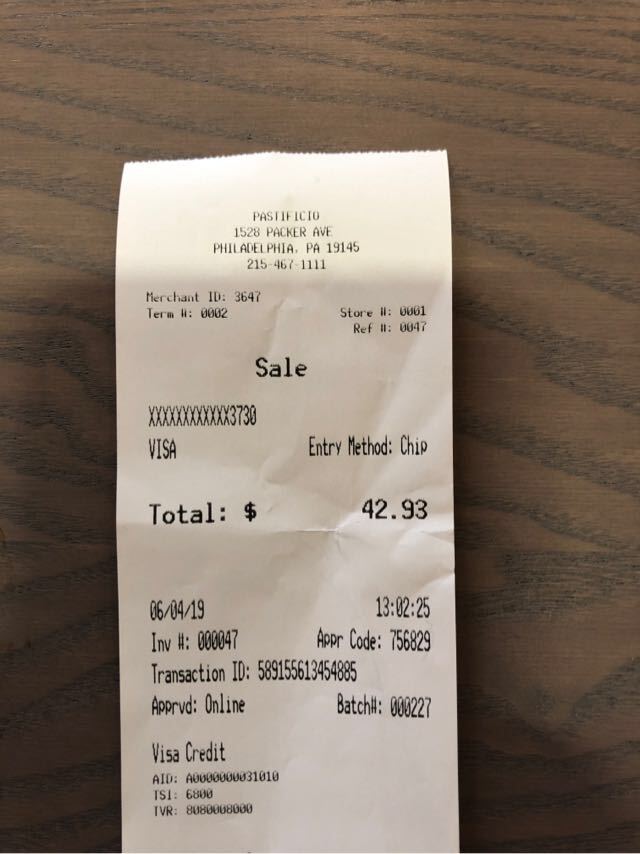 PASTIFICIO
1528 PACKER AVE
PHILADELPHIA, PA 19145
215-467-1111
Merchant ID: 3647
Term #: 0002 Store #: 0001
Ref #: 0047
Sale
XXXXXXXXXXXX3730
VISA Entry Method: Chip
Total: $ 42.93
06/04/19 13:02:25
Inv #: 000047 Appr Code: 756829
Transaction ID: 589155613454885
Apprvd: Online Batch#: 000227
Visa Credit
AID: A0000000031010
TSI: 6800
TVR: 8080008000